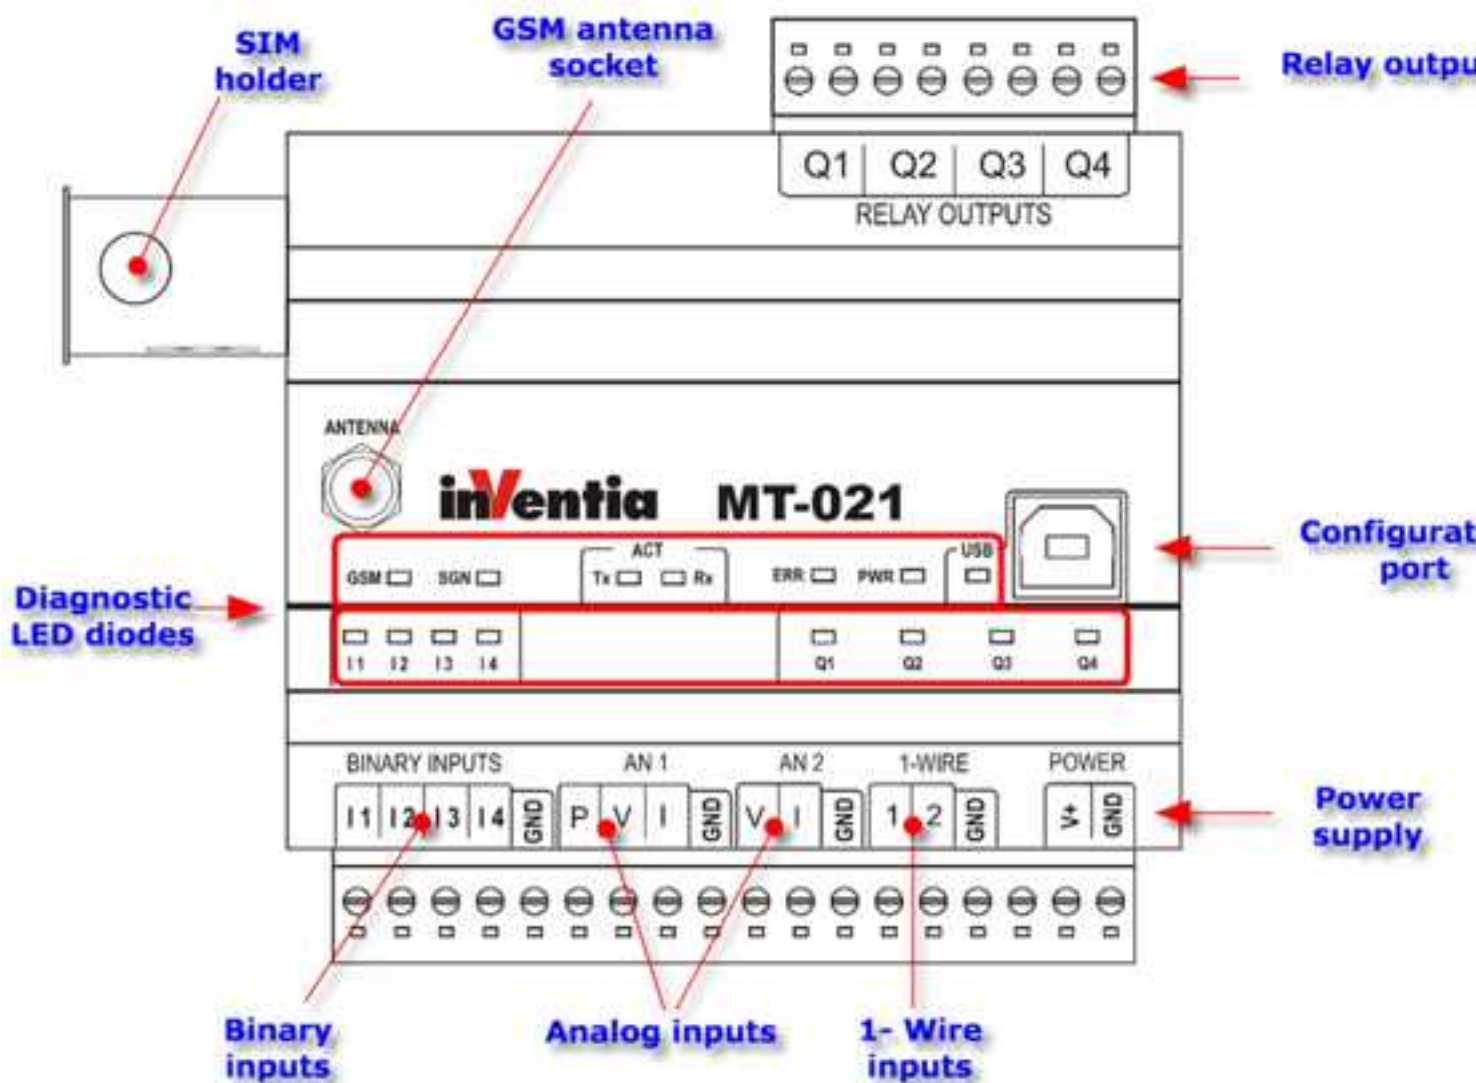 SIM
holder
GSM antenna
socket
Relay outpu
Q1 Q2 Q3 Q4
RELAY OUTPUTS
ANTENNA
inVentia MT-021
Configurat
port
ACT
USB
GSM SGN Tx Rx ERR PWR
Diagnostic
LED diodes
I1 I2 I3 I4 Q1 Q2 Q3 Q4
BINARY INPUTS AN 1 AN 2 1-WIRE POWER
I1 I2 I3 I4 GND P V I GND V I GND 1 2 GND V+ GND
Power
supply
Binary
inputs
Analog inputs
1- Wire
inputs